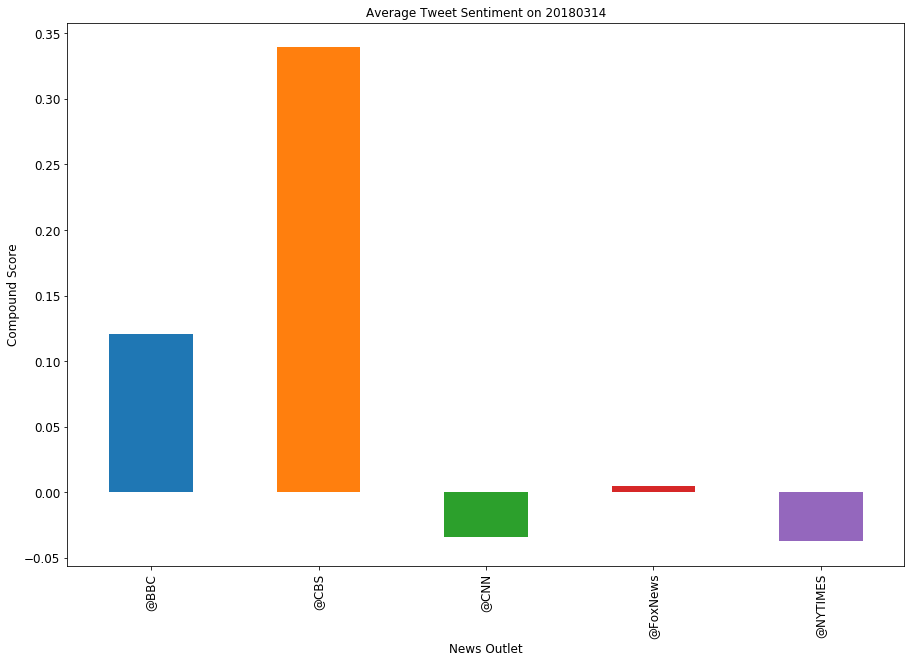 Average Tweet Sentiment on 20180314
Compound Score
0.35
0.30
0.25
0.20
0.15
0.10
0.05
0.00
−0.05
@BBC
@CBS
@CNN
@FoxNews
@NYTIMES
News Outlet